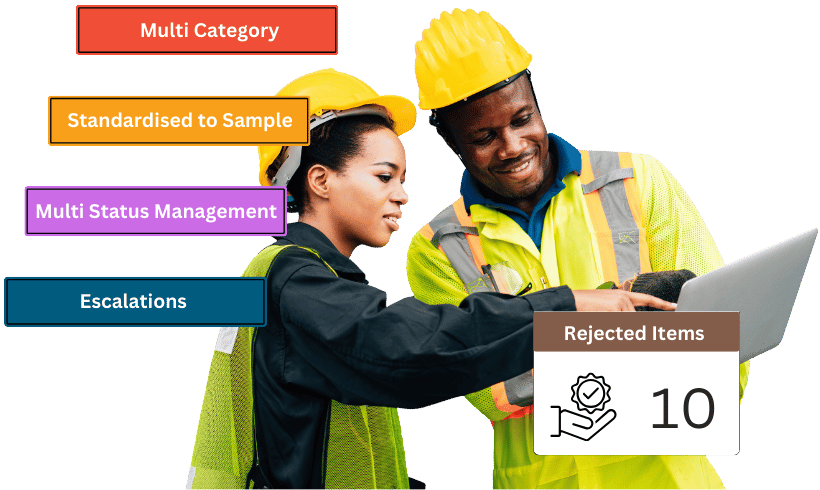 Multi Category
Standardised to Sample
Multi Status Management
Escalations
Rejected Items
10